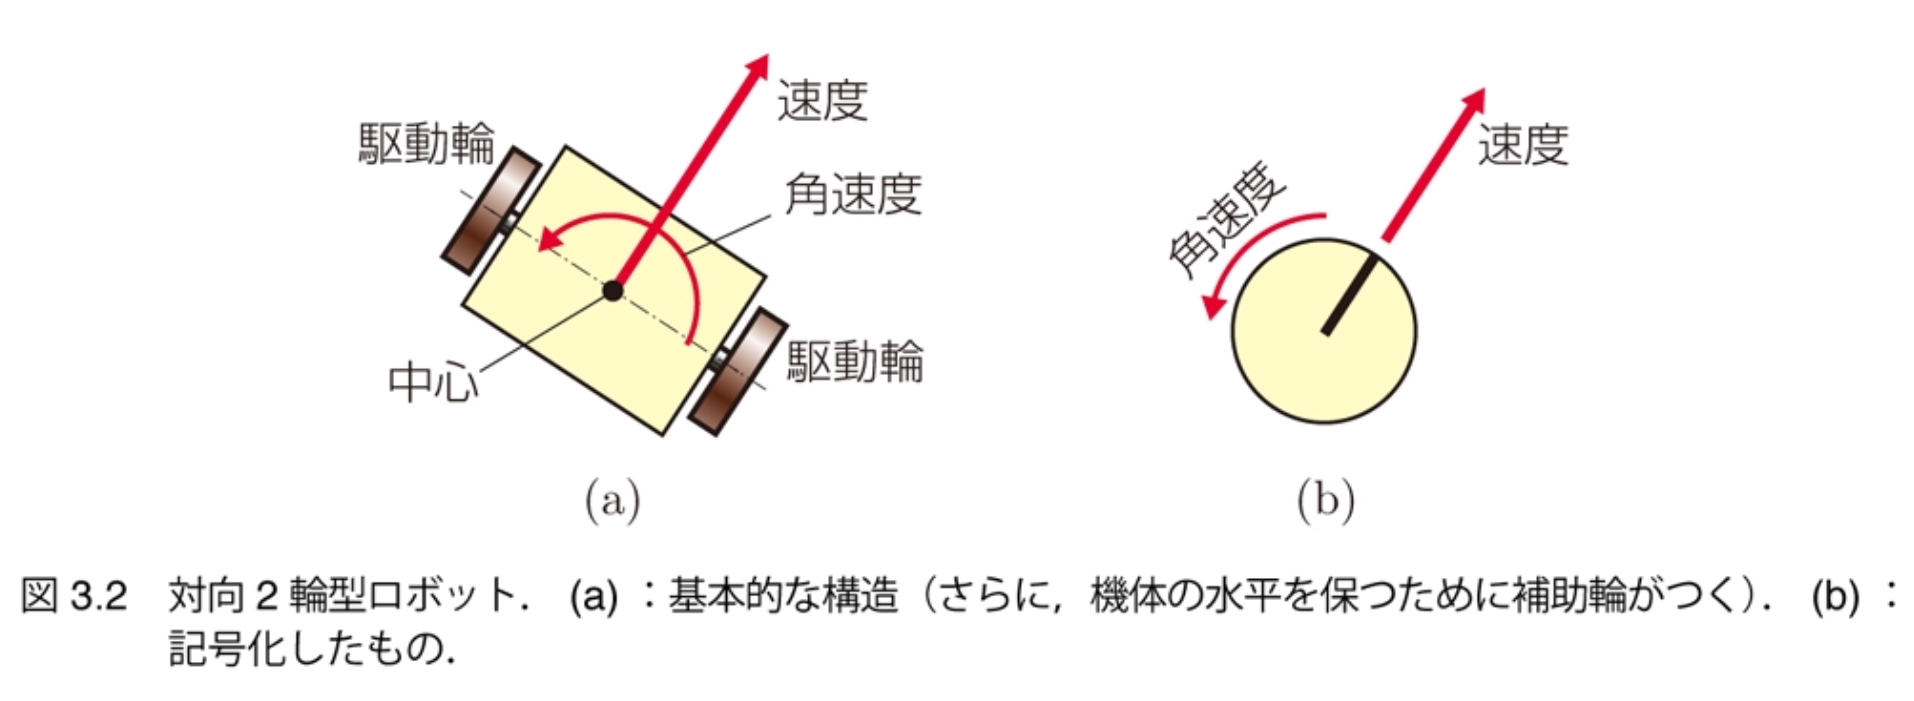 速度
駆動輪
角速度
中心
駆動輪
(a)
速度
角速度
(b)
図 3.2 対向 2 輪型ロボット． (a) ：基本的な構造（さらに，機体の水平を保つために補助輪がつく）． (b) ：
記号化したもの．